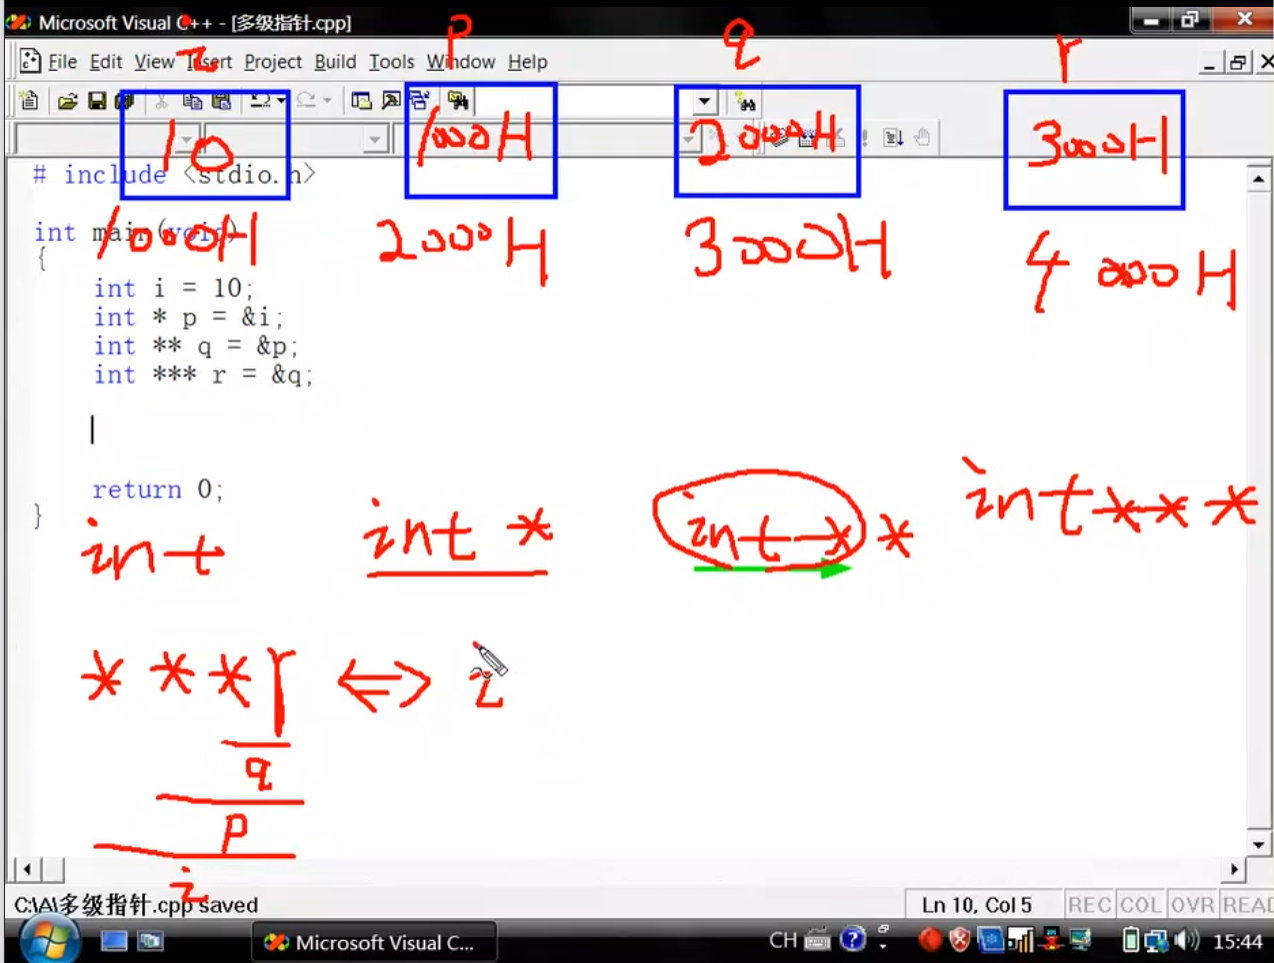 Microsoft Visual C++ - [多级指针.cpp]
i p q r
File Edit View Insert Project Build Tools Window Help
10 1000H 2000H 3000H
# include <stdio.h>
1000H 2000H 3000H 4000H
int main(void)
{
int i = 10;
int * p = &i;
int ** q = &p;
int *** r = &q;
return 0;
}
int int * int * * int * * *
* * * r <=> i
q
p
i
C:\A\多级指针.cpp saved
Ln 10, Col 5 REC COL OVR READ
Microsoft Visual C... CH 15:44